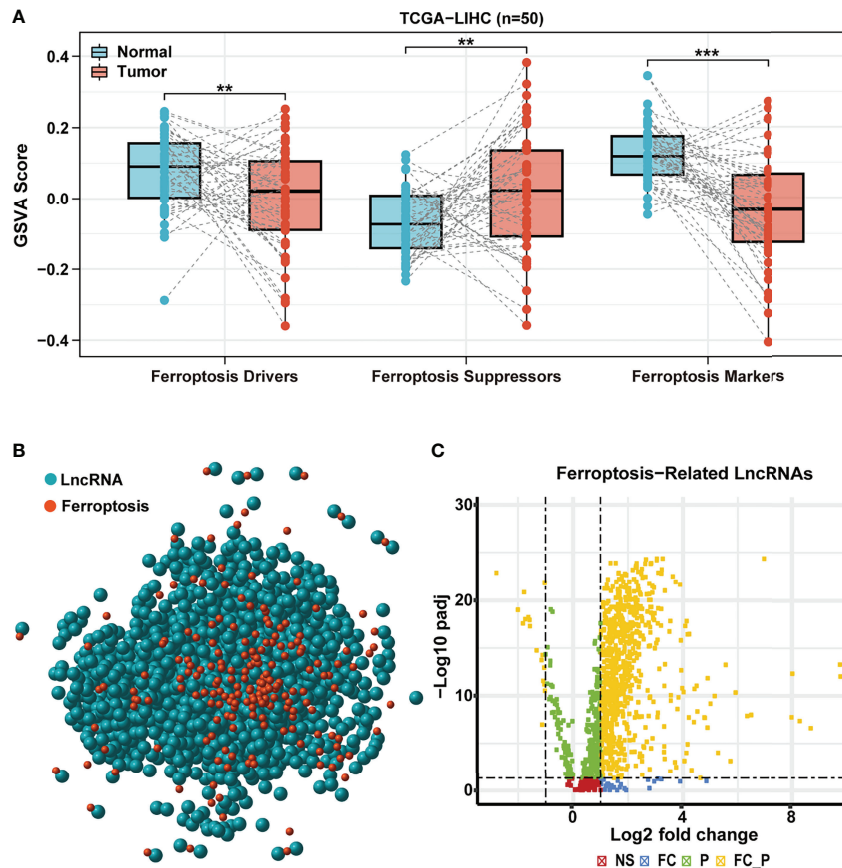 A
TCGA−LIHC (n=50)
Normal
Tumor
**
**
***
GSVA Score
0.4
0.2
0.0
−0.2
−0.4
Ferroptosis Drivers
Ferroptosis Suppressors
Ferroptosis Markers
B
LncRNA
Ferroptosis
C
Ferroptosis−Related LncRNAs
−Log10 padj
30
20
10
0
0 4 8
Log2 fold change
NS FC P FC_P